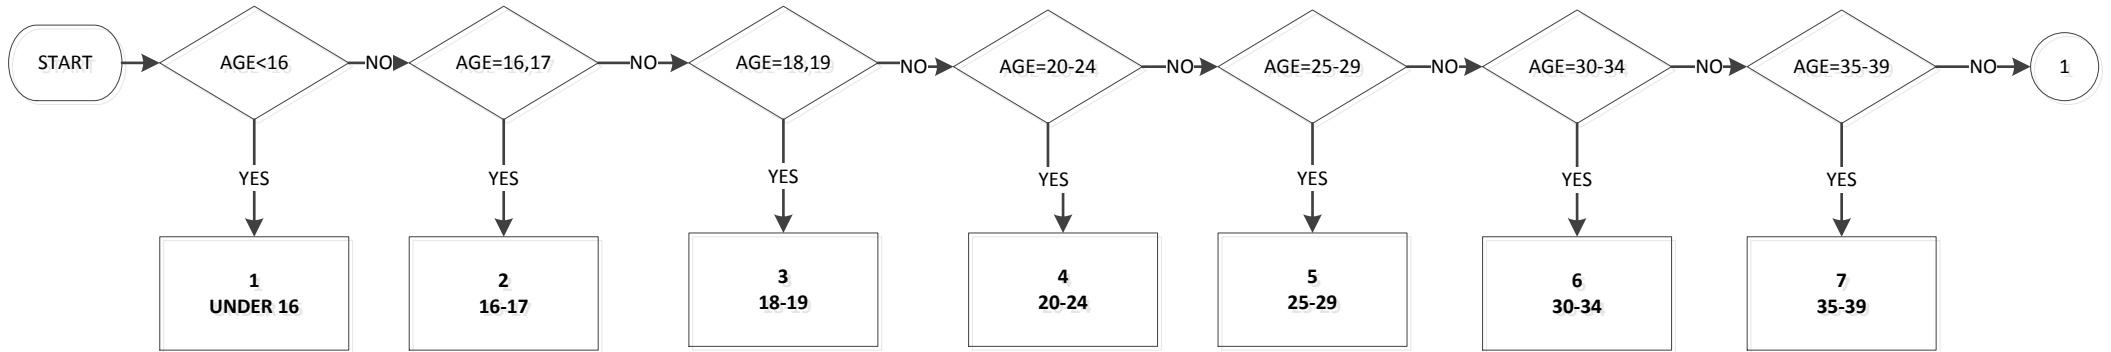 START
AGE<16
NO
AGE=16,17
NO
AGE=18,19
NO
AGE=20-24
NO
AGE=25-29
NO
AGE=30-34
NO
AGE=35-39
NO
1
YES
YES
YES
YES
YES
YES
YES
1
UNDER 16
2
16-17
3
18-19
4
20-24
5
25-29
6
30-34
7
35-39